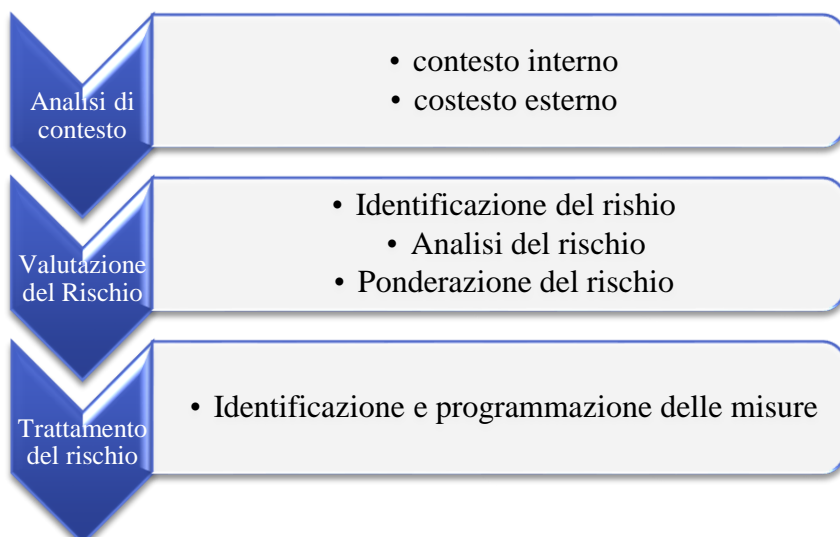 Analisi di
contesto
• contesto interno
• costesto esterno
Valutazione
del Rischio
• Identificazione del rishio
• Analisi del rischio
• Ponderazione del rischio
Trattamento
del rischio
• Identificazione e programmazione delle misure